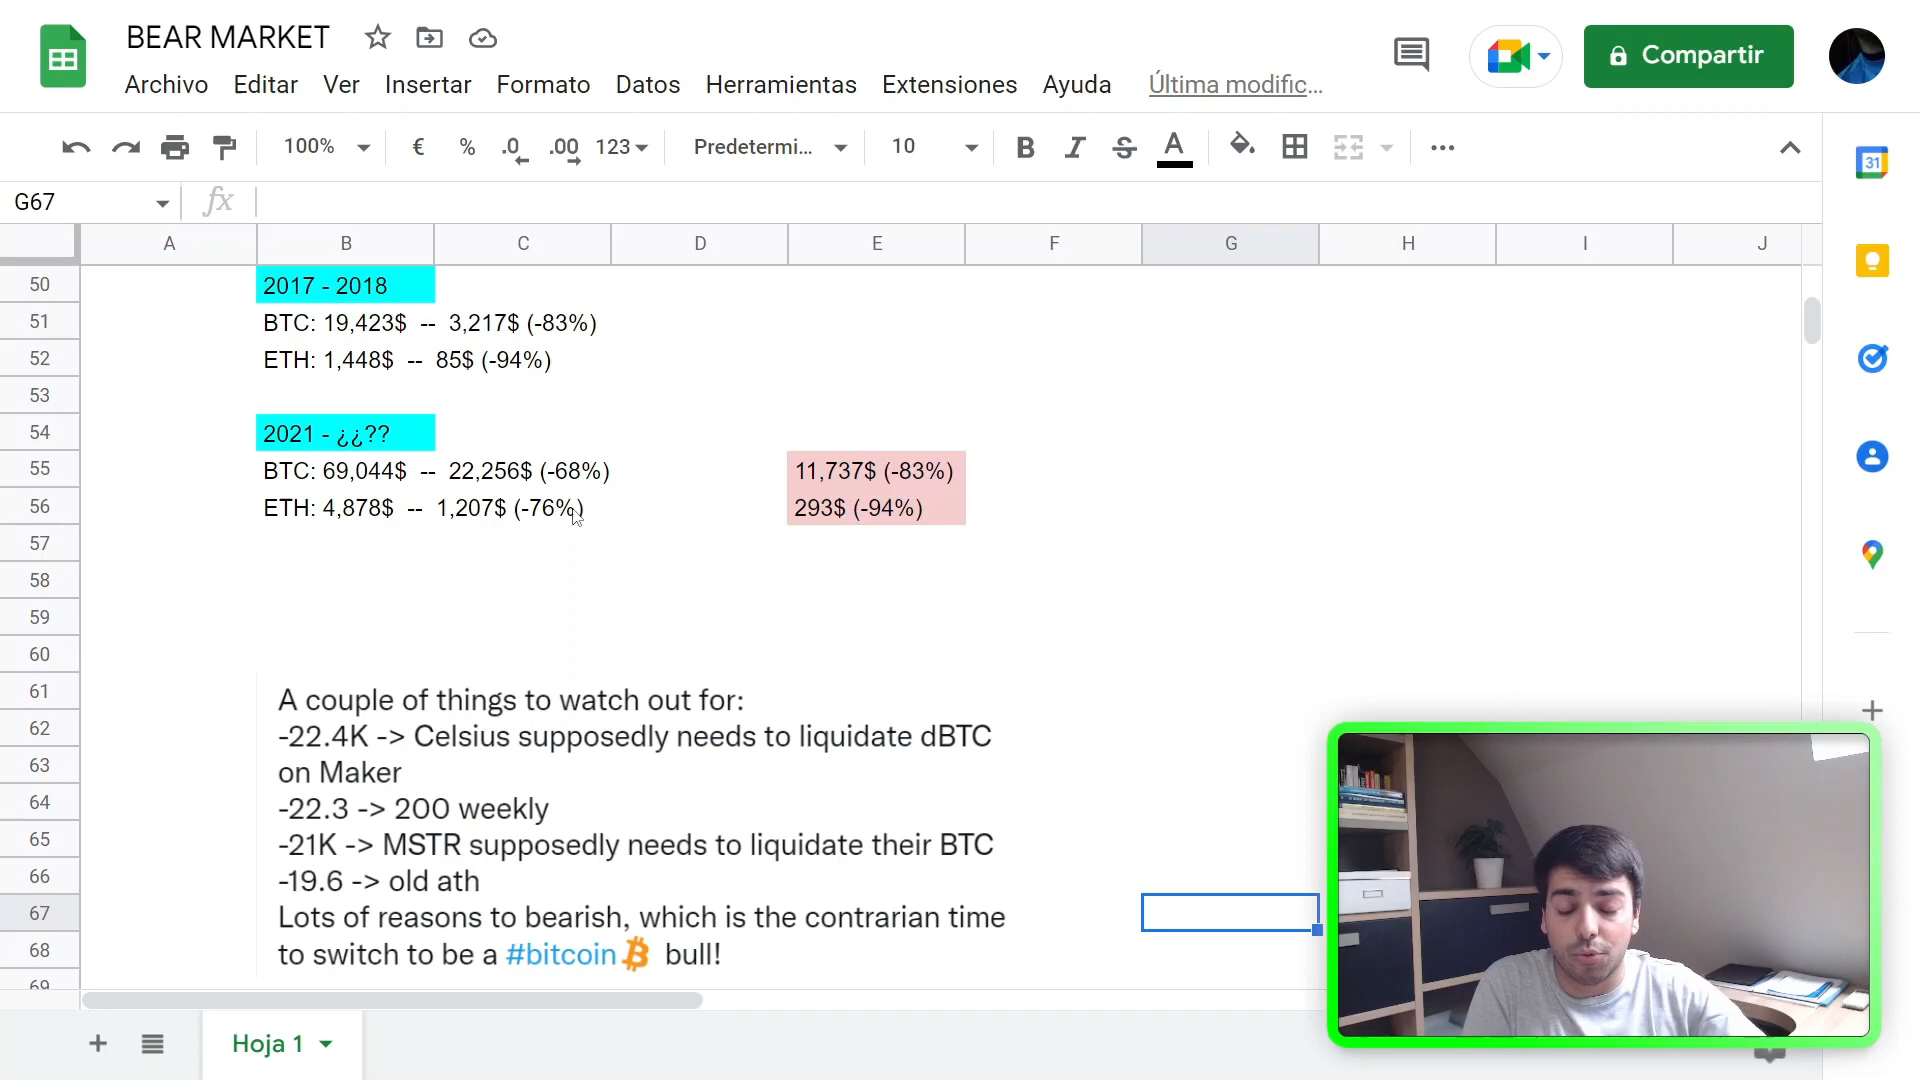 BEAR MARKET
Archivo Editar Ver Insertar Formato Datos Herramientas Extensiones Ayuda Última modific...
Compartir
100% € % .0 .00 123 Predetermi... 10 B I S A
31
G67 fx
A B C D E F G H I J
50 2017 - 2018
51 BTC: 19,423$ -- 3,217$ (-83%)
52 ETH: 1,448$ -- 85$ (-94%)
53
54 2021 - ¿¿??
55 BTC: 69,044$ -- 22,256$ (-68%) 11,737$ (-83%)
56 ETH: 4,878$ -- 1,207$ (-76%) 293$ (-94%)
57
58
59
60
61
62
63
64
65
66
67
68
69
A couple of things to watch out for:
-22.4K -> Celsius supposedly needs to liquidate dBTC
on Maker
-22.3 -> 200 weekly
-21K -> MSTR supposedly needs to liquidate their BTC
-19.6 -> old ath
Lots of reasons to bearish, which is the contrarian time
to switch to be a #bitcoin bull!
Hoja 1